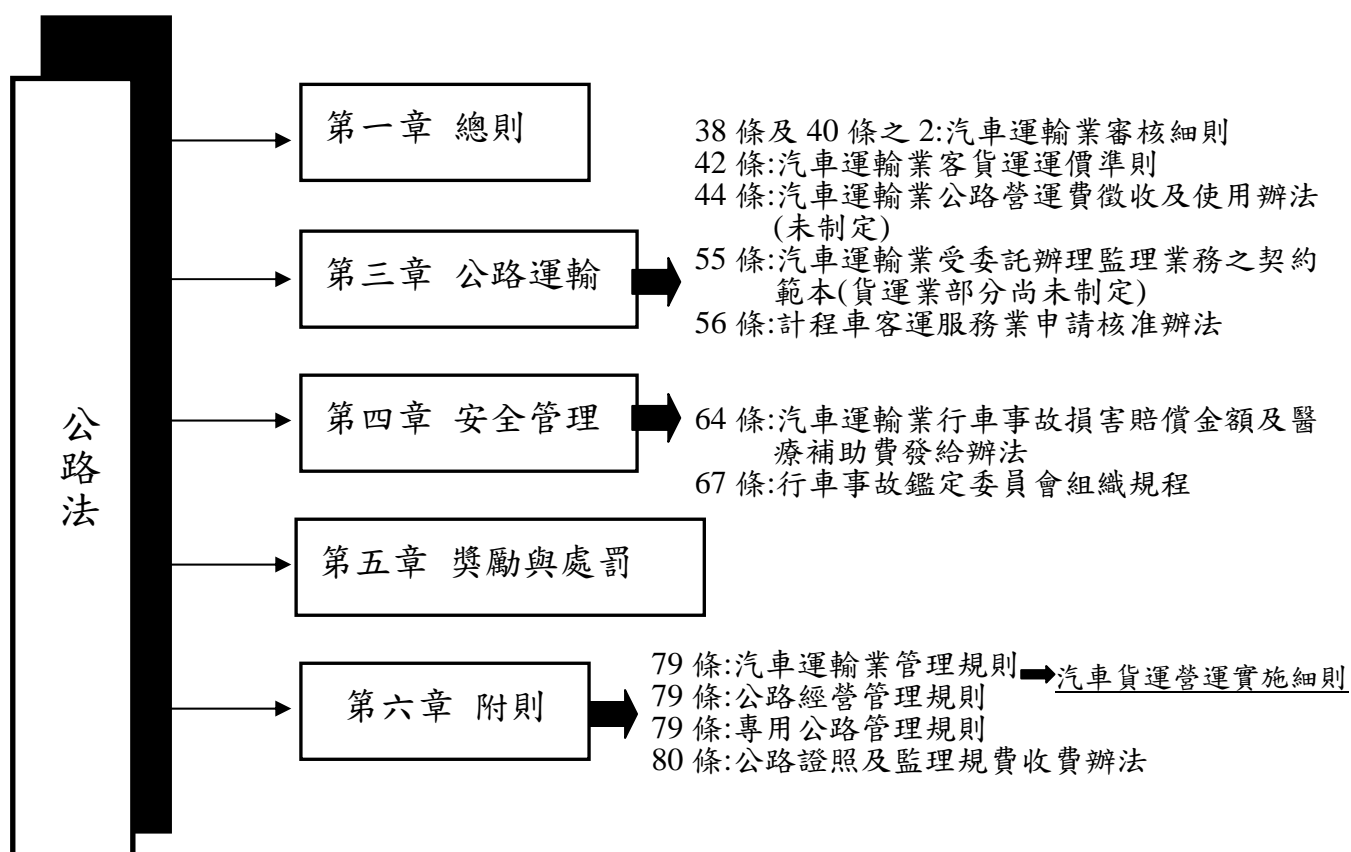 公路法
第一章 總則
38 條及 40 條之 2:汽車運輸業審核細則
42 條:汽車運輸業客貨運運價準則
44 條:汽車運輸業公路營運費徵收及使用辦法
(未制定)
第三章 公路運輸
55 條:汽車運輸業受委託辦理監理業務之契約
範本(貨運業部分尚未制定)
56 條:計程車客運服務業申請核准辦法
第四章 安全管理
64 條:汽車運輸業行車事故損害賠償金額及醫
療補助費發給辦法
67 條:行車事故鑑定委員會組織規程
第五章 獎勵與處罰
第六章 附則
79 條:汽車運輸業管理規則
汽車貨運營運實施細則
79 條:公路經營管理規則
79 條:專用公路管理規則
80 條:公路證照及監理規費收費辦法